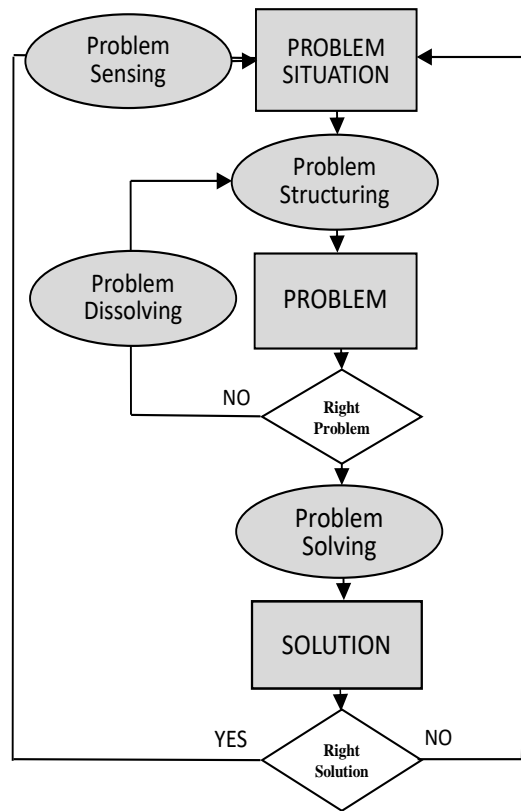 Problem
Sensing
PROBLEM
SITUATION
Problem
Structuring
Problem
Dissolving
PROBLEM
NO
Right
Problem
Problem
Solving
SOLUTION
YES
Right
Solution
NO